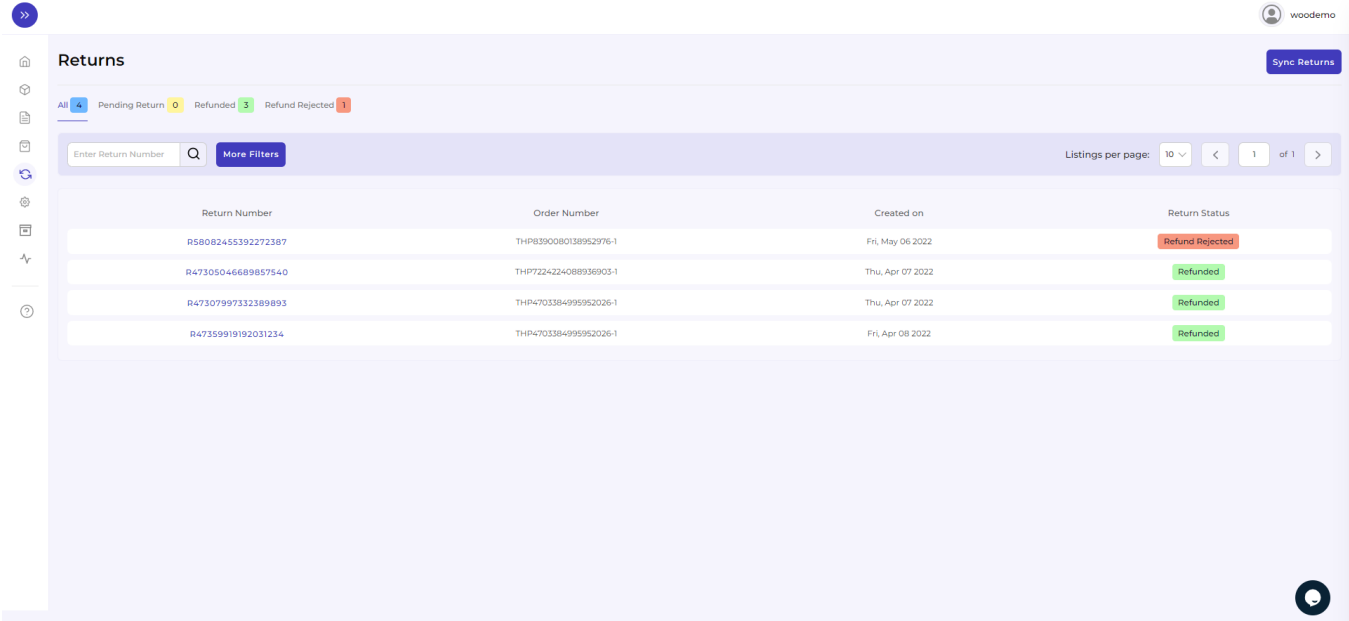 woodemo
Returns
Sync Returns
All 4 Pending Return 0 Refunded 3 Refund Rejected 1
Enter Return Number More Filters Listings per page: 10 1 of 1
Return Number Order Number Created on Return Status
R58082455392272387 THP8390080138952976-1 Fri, May 06 2022 Refund Rejected
R47305046689857540 THP7224224088936903-1 Thu, Apr 07 2022 Refunded
R47307997332389893 THP4703384995952026-1 Thu, Apr 07 2022 Refunded
R47359919192031234 THP4703384995952026-1 Fri, Apr 08 2022 Refunded